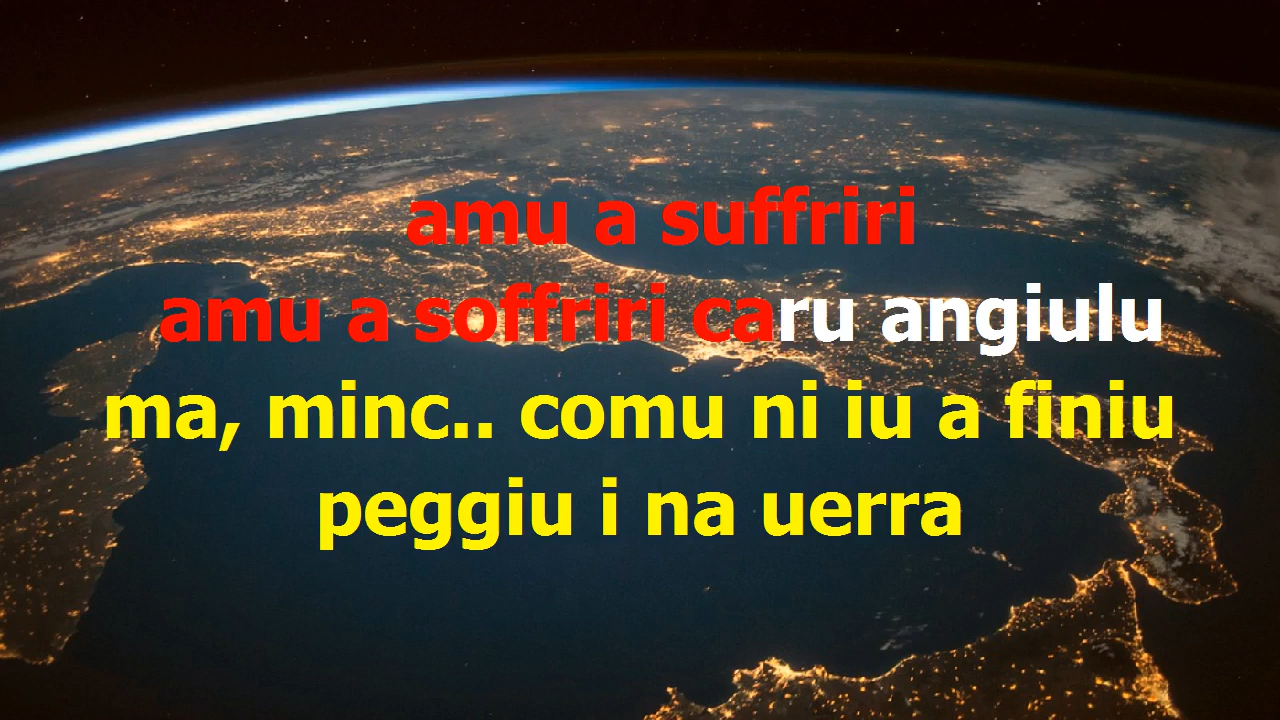 amu a suffriri
amu a soffriri caru angiulu
ma, minc.. comu ni iu a finiu
peggiu i na uerra